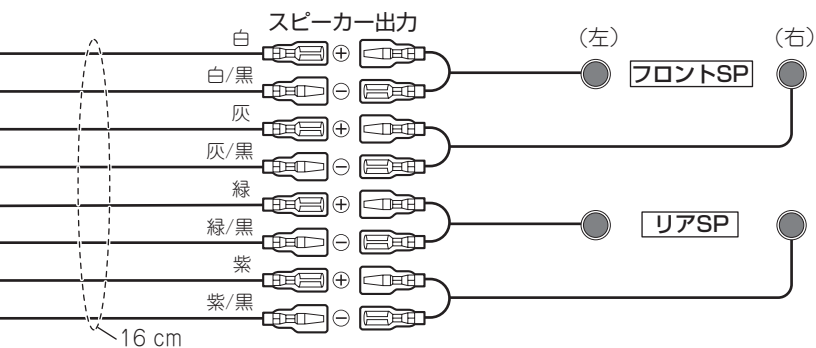 スピーカー出力
(左)
(右)
白
⊕
フロントSP
白/黒
⊖
灰
⊕
灰/黒
⊖
緑
⊕
リアSP
緑/黒
⊖
紫
⊕
紫/黒
⊖
16 cm